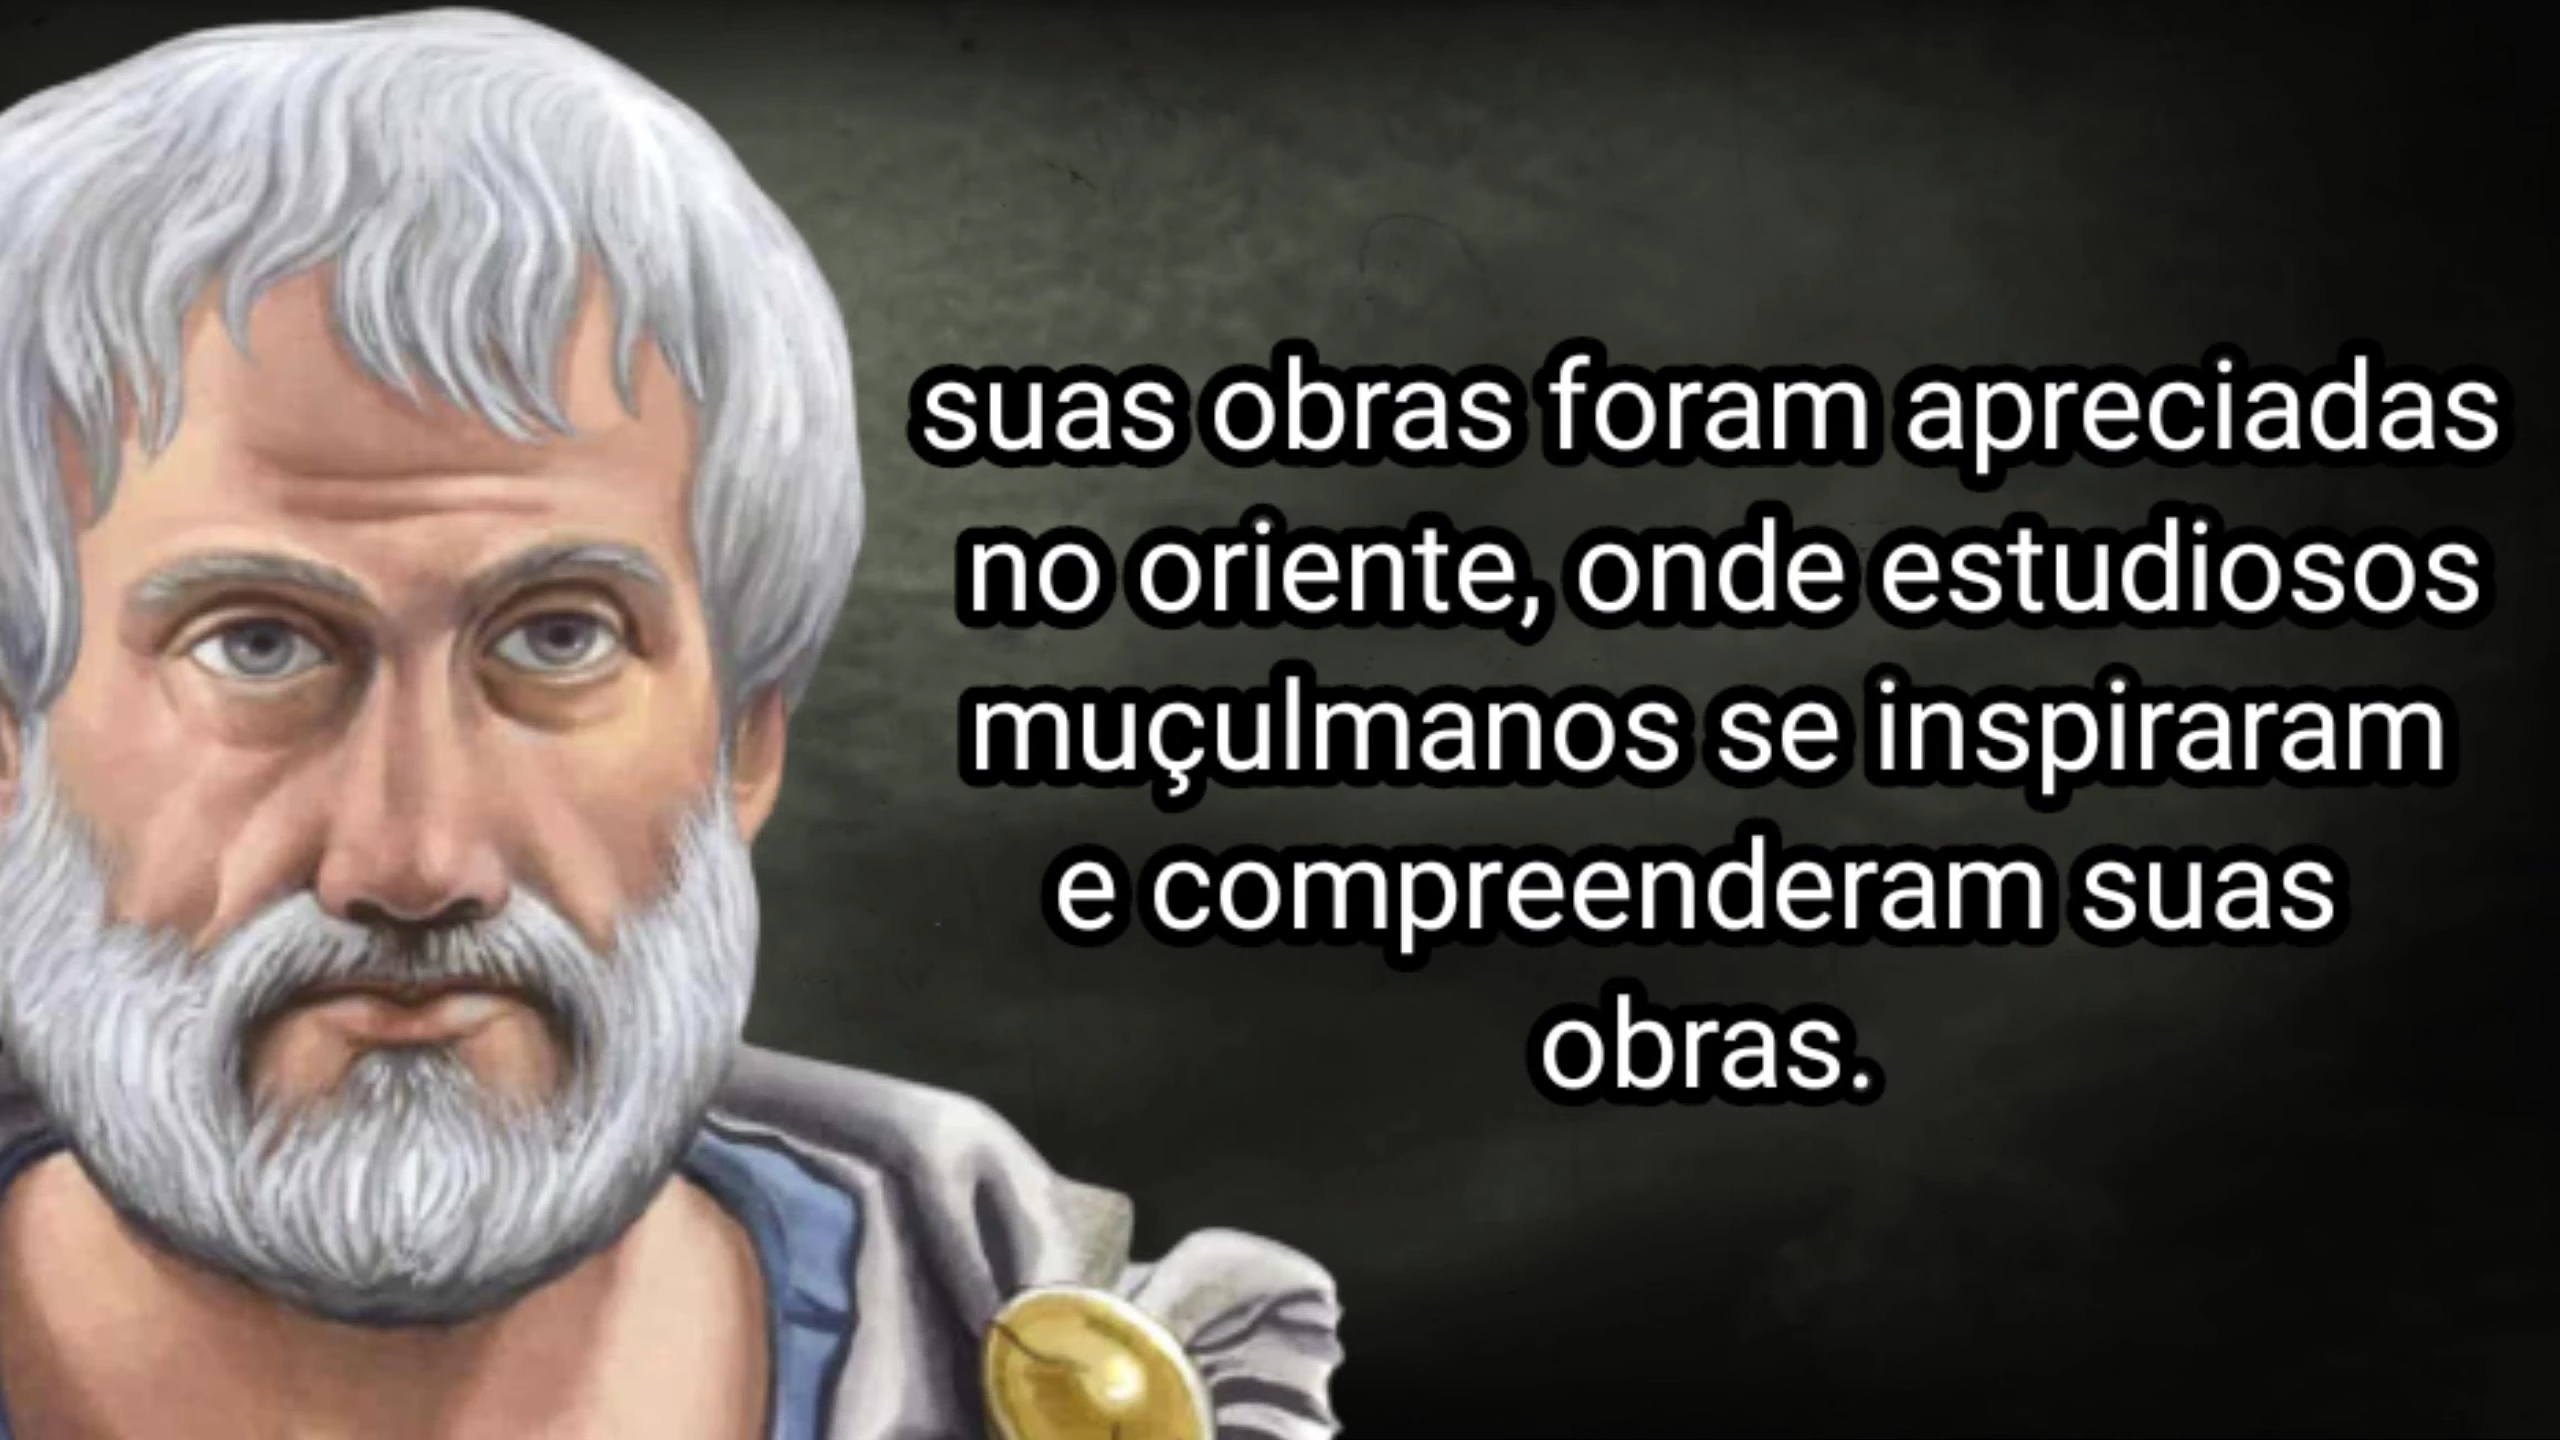 suas obras foram apreciadas
no oriente, onde estudiosos
muçulmanos se inspiraram
e compreenderam suas
obras.